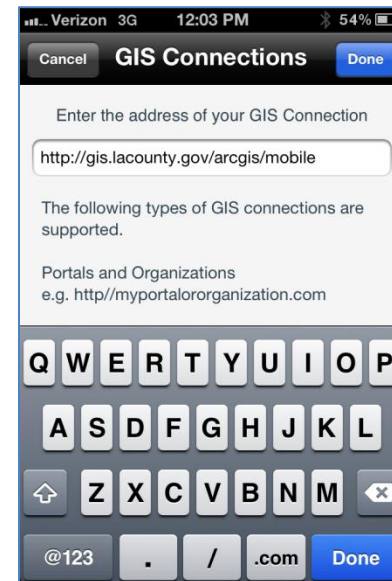 Verizon 3G 12:03 PM 54%
Cancel GIS Connections Done
Enter the address of your GIS Connection
http://gis.lacounty.gov/arcgis/mobile
The following types of GIS connections are
supported.
Portals and Organizations
e.g. http//myportalororganization.com
Q W E R T Y U I O P
A S D F G H J K L
Z X C V B N M
@123 . / .com Done